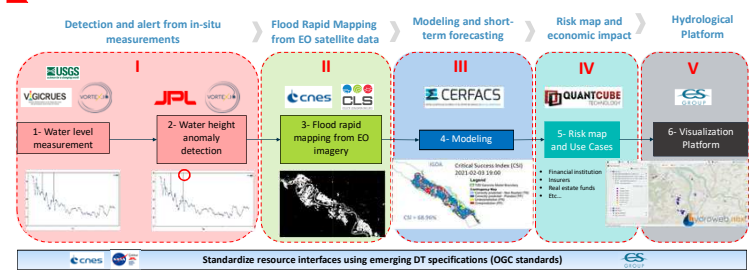 Detection and alert from in-situ
measurements
Flood Rapid Mapping
from EO satellite data
Modeling and short-
term forecasting
Risk map and
economic impact
Hydrological
Platform
I
II
III
IV
V
USGS
VIGICRUES
VORTEX
JPL
VORTEX
cnes
CLS
CERFACS
QUANTCUBE
TECHNOLOGY
CS
GROUP
1- Water level
measurement
2- Water height
anomaly
detection
3- Flood rapid
mapping from EO
imagery
4- Modeling
5- Risk map
and Use Cases
6- Visualization
Platform
Critical Success Index (CSI)
2021-02-03 19:00
Legend
CSI = 68.96%
• Financial institution
• Insurers
• Real estate funds
• Etc...
hydroweb.next
cnes
NASA
Standardize resource interfaces using emerging DT specifications (OGC standards)
CS
GROUP